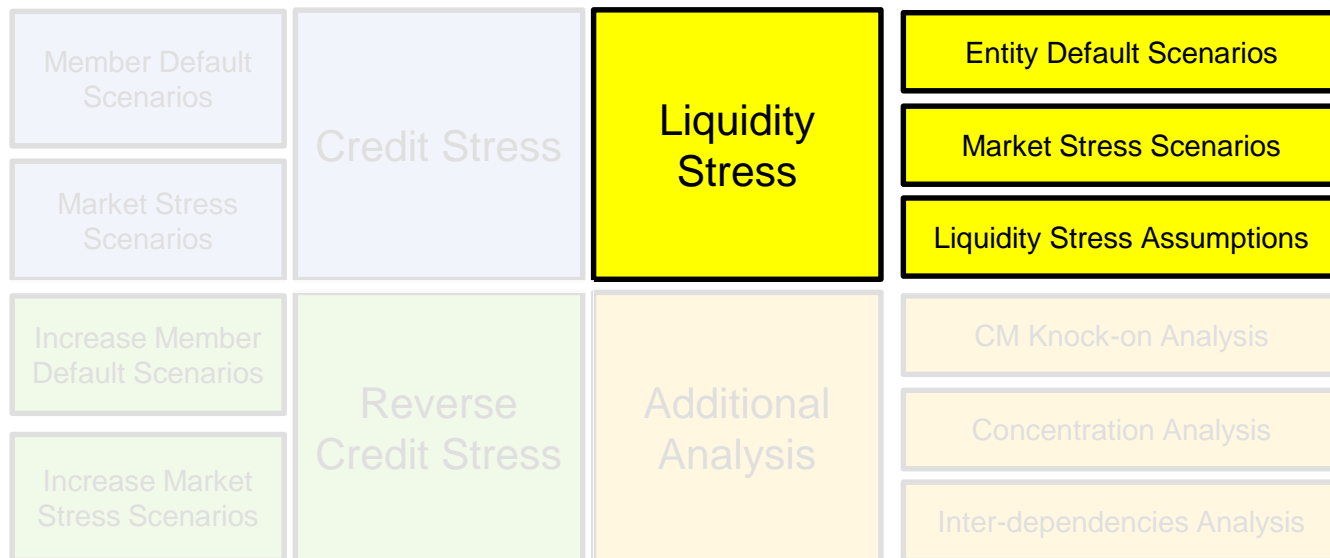 Member Default
Scenarios
Market Stress
Scenarios
Credit Stress
Liquidity
Stress
Entity Default Scenarios
Market Stress Scenarios
Liquidity Stress Assumptions
Increase Member
Default Scenarios
Increase Market
Stress Scenarios
Reverse
Credit Stress
Additional
Analysis
CM Knock-on Analysis
Concentration Analysis
Inter-dependencies Analysis